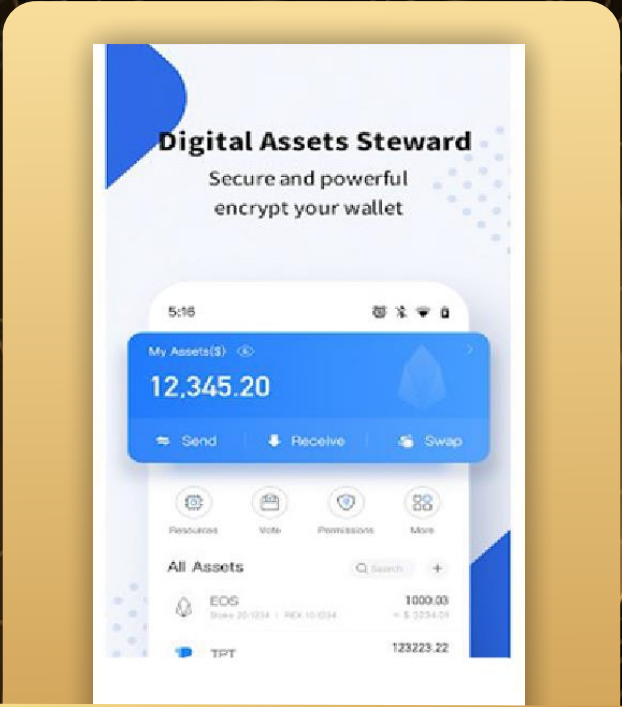 Digital Assets Steward
Secure and powerful
encrypt your wallet
5:16
My Assets($)
12,345.20
Send
Receive
Swap
Resources
Vote
Permissions
More
All Assets
Search
+
EOS
1000.03
TPT
123223.22